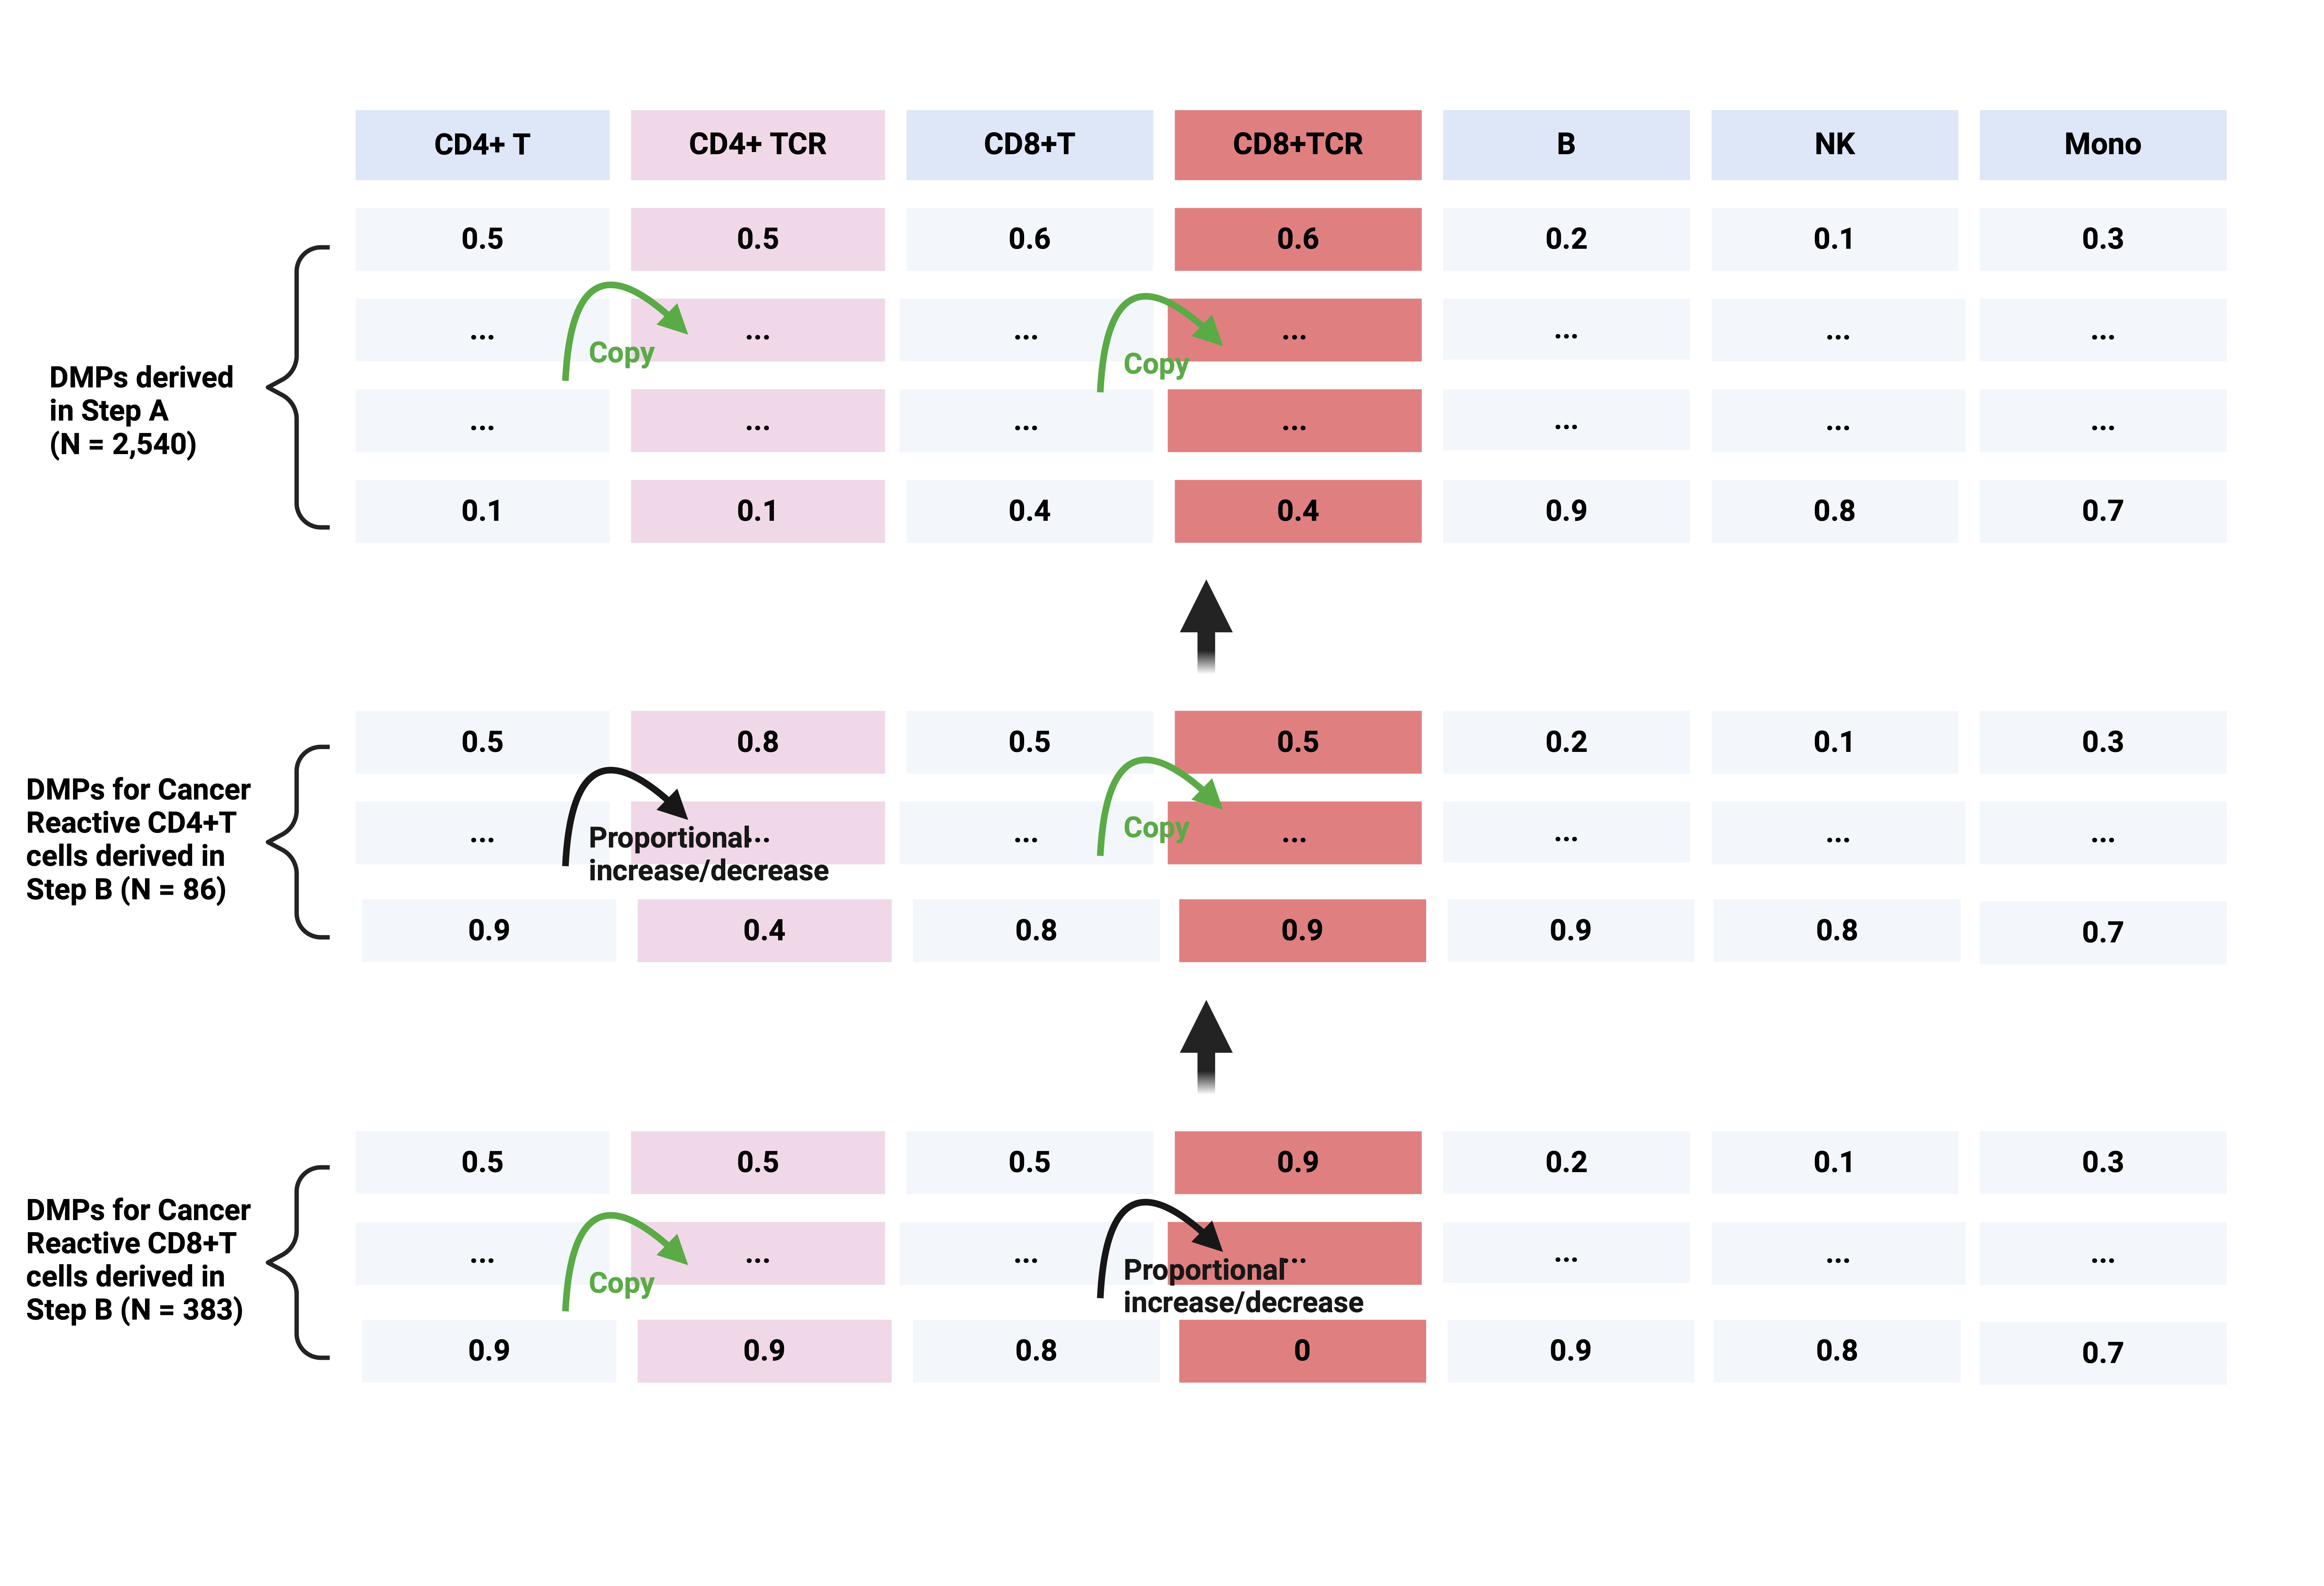 CD4+ T CD4+ TCR CD8+T CD8+TCR B NK Mono
0.5 0.5 0.6 0.6 0.2 0.1 0.3
... ... ... ... ... ... ...
Copy Copy
DMPs derived
in Step A
(N = 2,540)
... ... ... ... ... ... ...
0.1 0.1 0.4 0.4 0.9 0.8 0.7
0.5 0.8 0.5 0.5 0.2 0.1 0.3
DMPs for Cancer
Reactive CD4+T
cells derived in
Step B (N = 86)
... ... ... ... ... ... ...
Proportional
increase/decrease
Copy
0.9 0.4 0.8 0.9 0.9 0.8 0.7
0.5 0.5 0.5 0.9 0.2 0.1 0.3
DMPs for Cancer
Reactive CD8+T
cells derived in
Step B (N = 383)
... ... ... ... ... ... ...
Copy
Proportional
increase/decrease
0.9 0.9 0.8 0 0.9 0.8 0.7